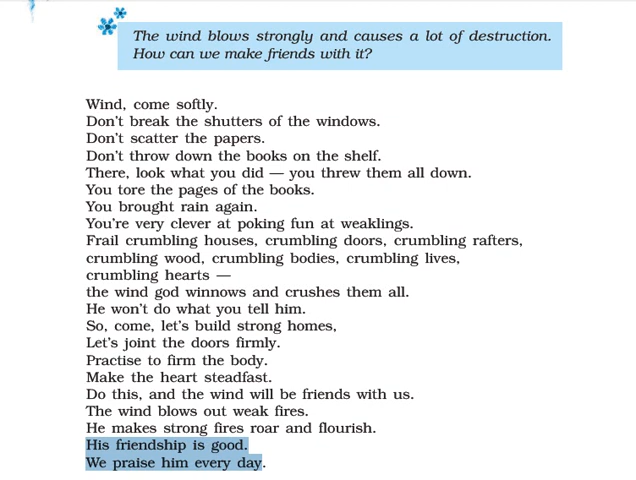 The wind blows strongly and causes a lot of destruction.
How can we make friends with it?
Wind, come softly.
Don't break the shutters of the windows.
Don't scatter the papers.
Don't throw down the books on the shelf.
There, look what you did — you threw them all down.
You tore the pages of the books.
You brought rain again.
You're very clever at poking fun at weaklings.
Frail crumbling houses, crumbling doors, crumbling rafters,
crumbling wood, crumbling bodies, crumbling lives,
crumbling hearts —
the wind god winnows and crushes them all.
He won't do what you tell him.
So, come, let's build strong homes,
Let's joint the doors firmly.
Practise to firm the body.
Make the heart steadfast.
Do this, and the wind will be friends with us.
The wind blows out weak fires.
He makes strong fires roar and flourish.
His friendship is good.
We praise him every day.